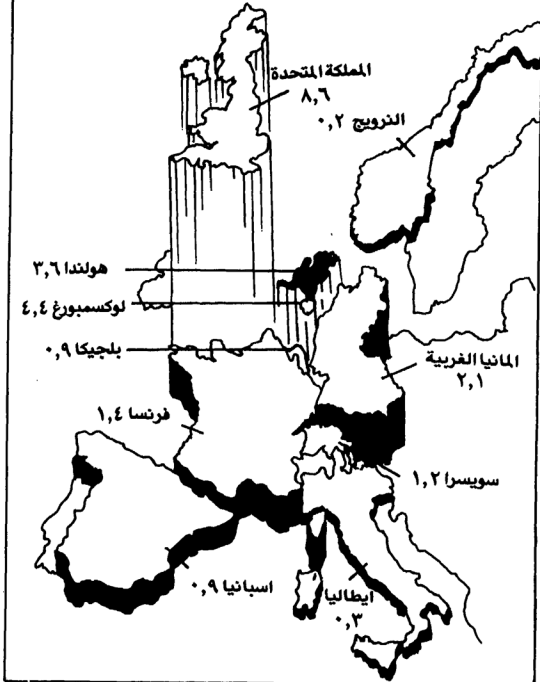 المملكة المتحدة
٨,٦
النرويج ٠,٢
هولندا ٣,٦
لوكسمبورغ ٤,٤
بلجيكا ٠,٩
المانيا الغربية
٢,١
فرنسا ١,٤
سويسرا ١,٢
اسبانيا ٠,٩
ايطاليا
٠,٣